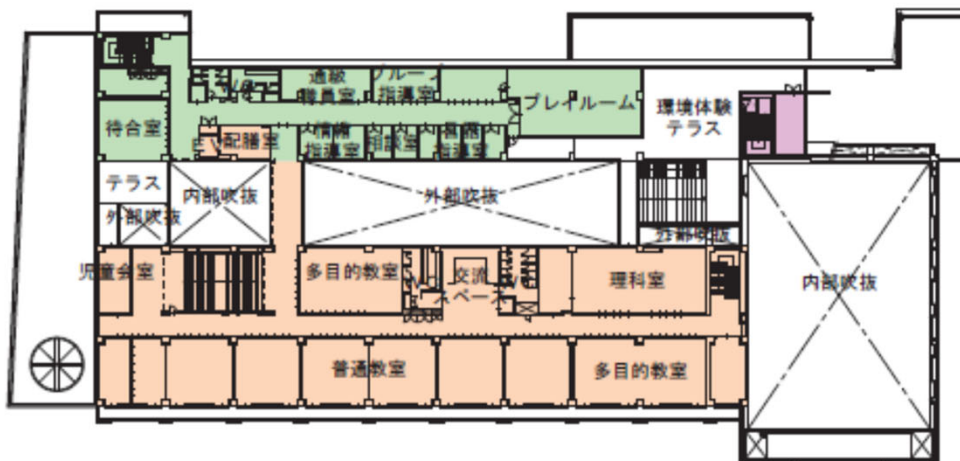 通級
職員室
グループ
指導室
プレイルーム
環境体験
テラス
待合室
EV
配膳室
情緒
指導室
相談室
指導室
テラス
内部吹抜
外部吹抜
外部吹抜
外部吹抜
児童会室
多目的教室
交流
スペース
理科室
内部吹抜
普通教室
多目的教室